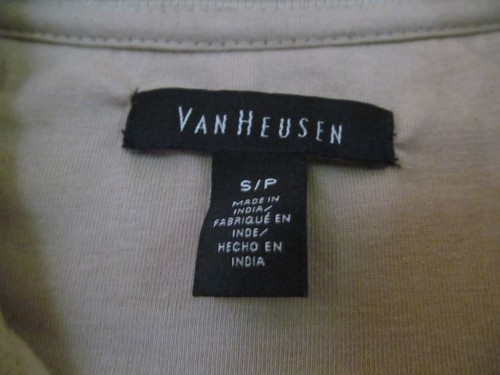 VAN HEUSEN
S/P
MADE IN
INDIA/
FABRIQUÉ EN
INDE/
HECHO EN
INDIA